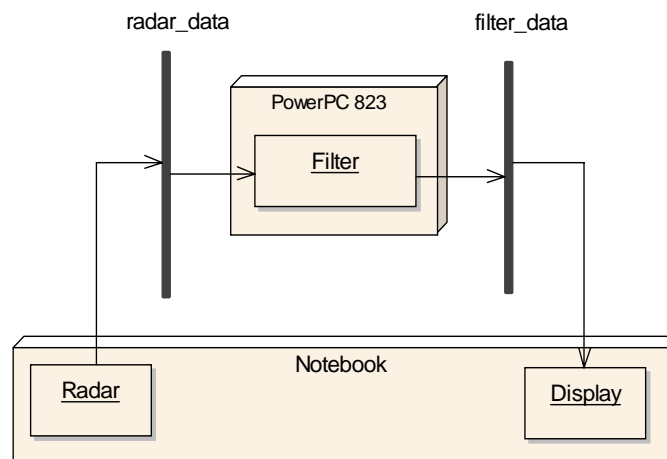 radar_data
filter_data
PowerPC 823
Filter
Notebook
Radar
Display